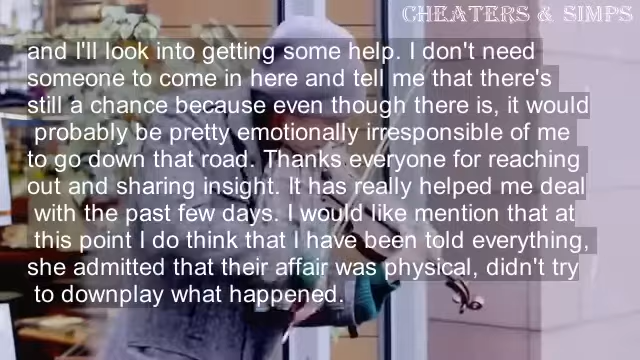 CHEATERS & SIMPS
and I'll look into getting some help. I don't need
someone to come in here and tell me that there's
still a chance because even though there is, it would
probably be pretty emotionally irresponsible of me
to go down that road. Thanks everyone for reaching
out and sharing insight. It has really helped me deal
with the past few days. I would like mention that at
this point I do think that I have been told everything,
she admitted that their affair was physical, didn't try
to downplay what happened.